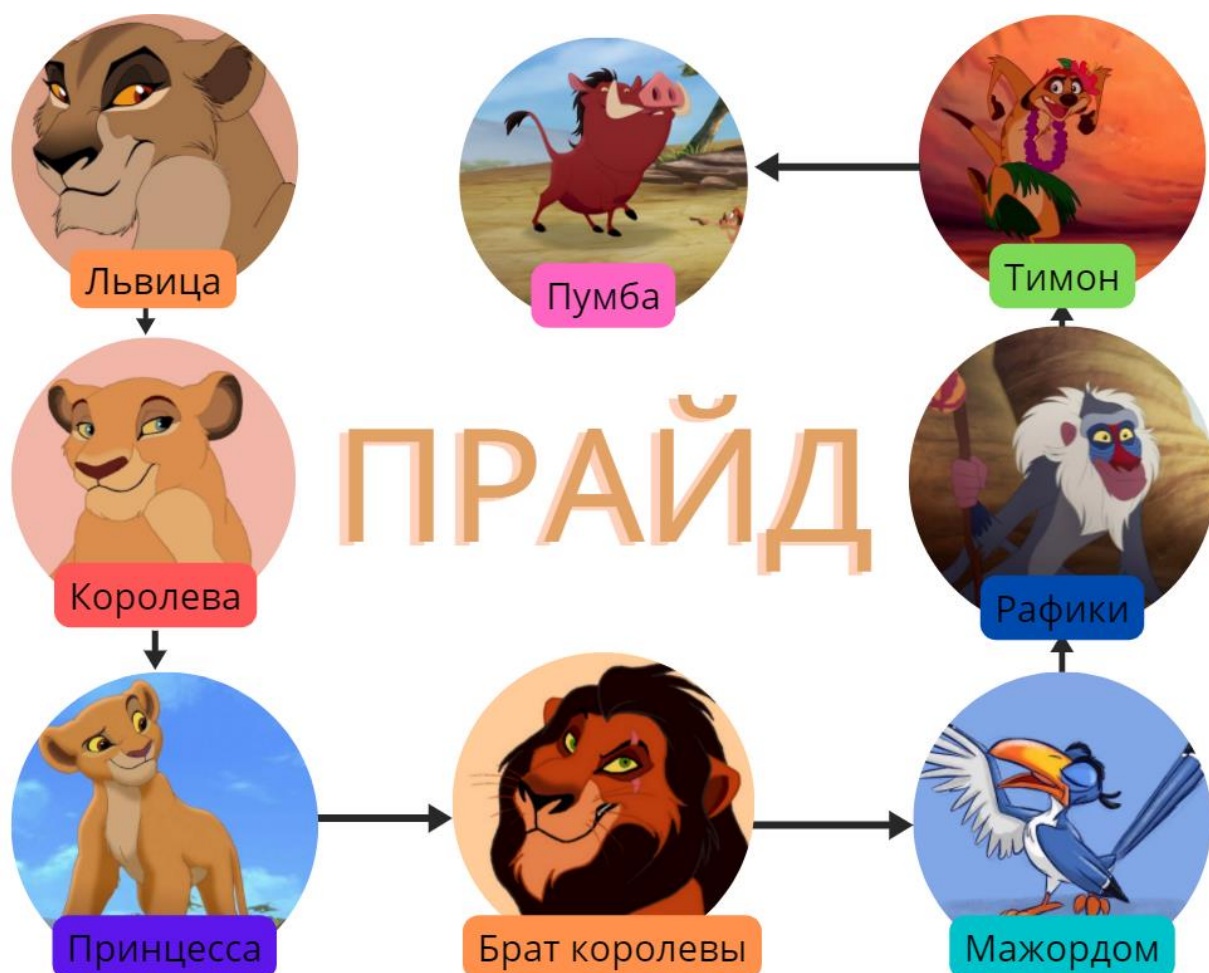 Львица
Пумба
Тимон
Королева
ПРАЙД
Рафики
Принцесса
Брат королевы
Мажордом